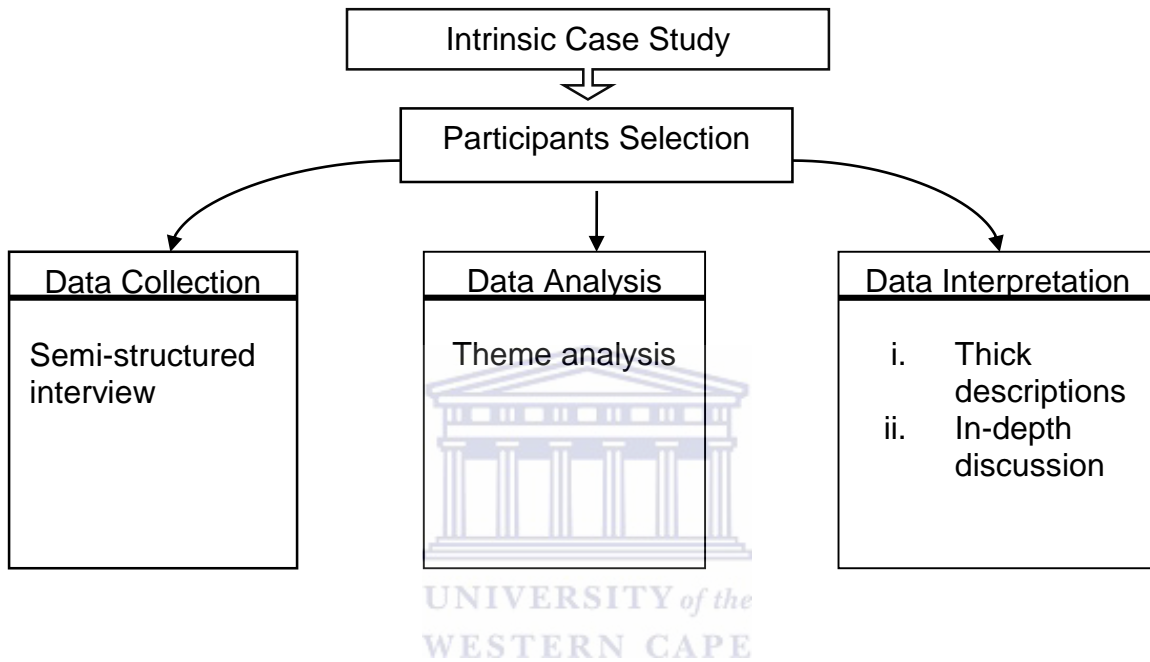 Intrinsic Case Study
Participants Selection
Data Collection
Semi-structured
interview
Data Analysis
Theme analysis
Data Interpretation
i. Thick
descriptions
ii. In-depth
discussion
UNIVERSITY of the
WESTERN CAPE